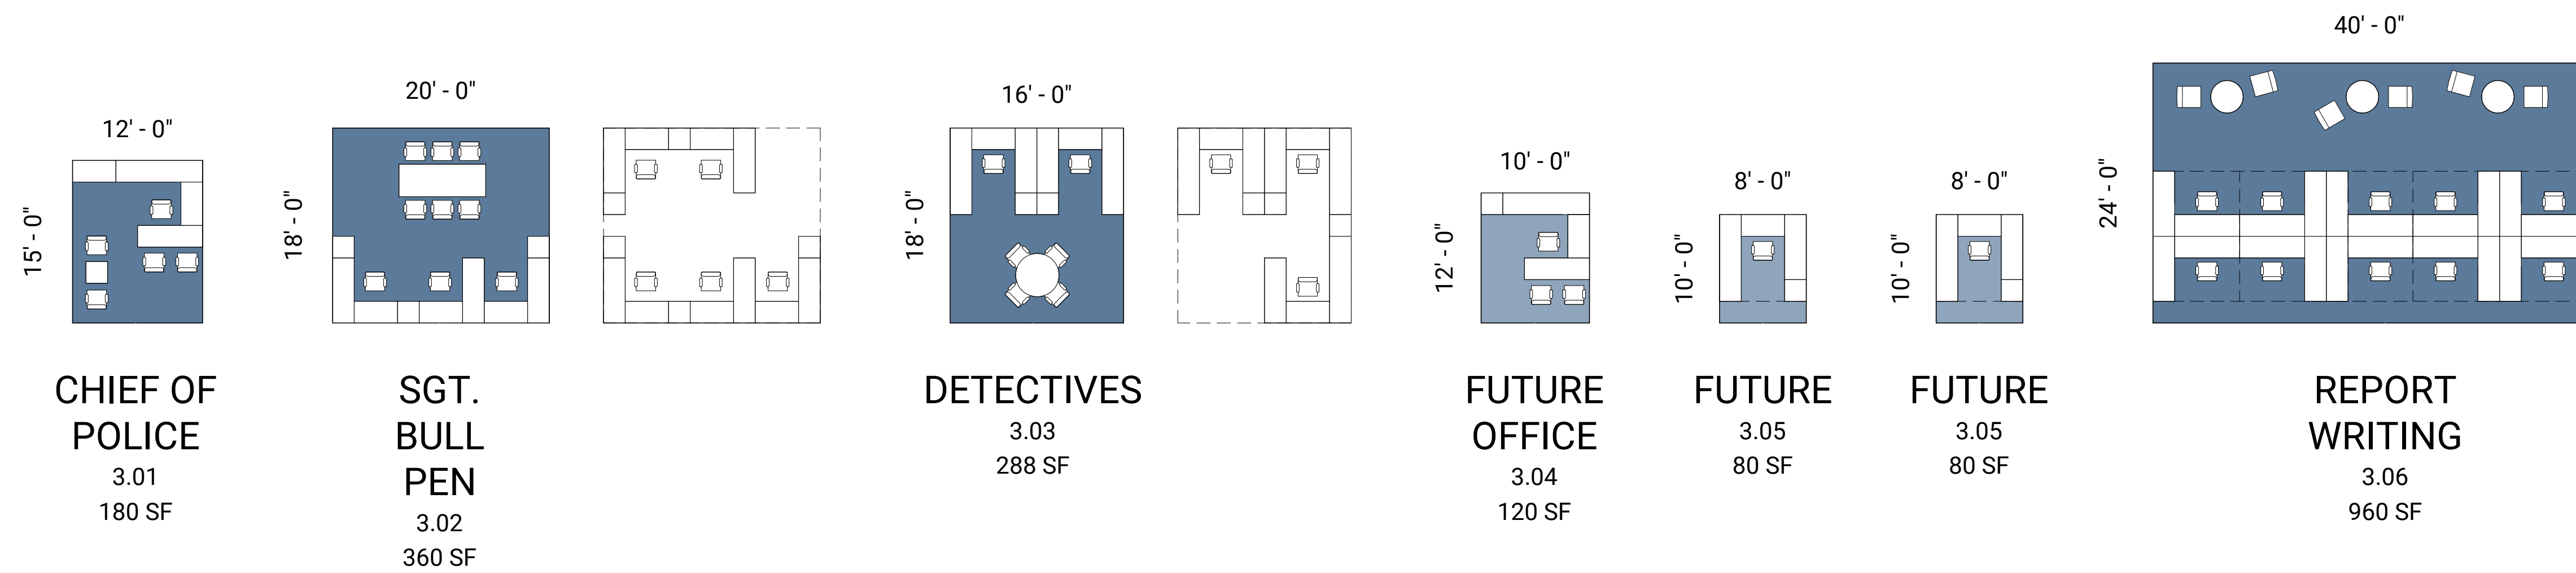 12' - 0"
15' - 0"
CHIEF OF
POLICE
3.01
180 SF
20' - 0"
18' - 0"
SGT.
BULL
PEN
3.02
360 SF
16' - 0"
18' - 0"
DETECTIVES
3.03
288 SF
10' - 0"
12' - 0"
FUTURE
OFFICE
3.04
120 SF
8' - 0"
10' - 0"
FUTURE
3.05
80 SF
8' - 0"
10' - 0"
FUTURE
3.05
80 SF
40' - 0"
24' - 0"
REPORT
WRITING
3.06
960 SF